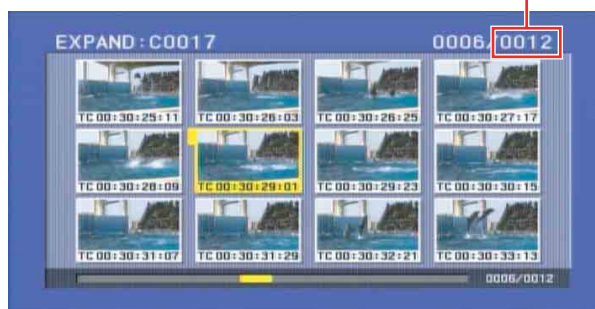 EXPAND:C0017 0006/0012
TC 00:30:25:11 TC 00:30:26:03 TC 00:30:26:25 TC 00:30:27:17
TC 00:30:28:09 TC 00:30:29:01 TC 00:30:29:23 TC 00:30:30:15
TC 00:30:31:07 TC 00:30:31:29 TC 00:30:32:21 TC 00:30:33:13
0006/0012